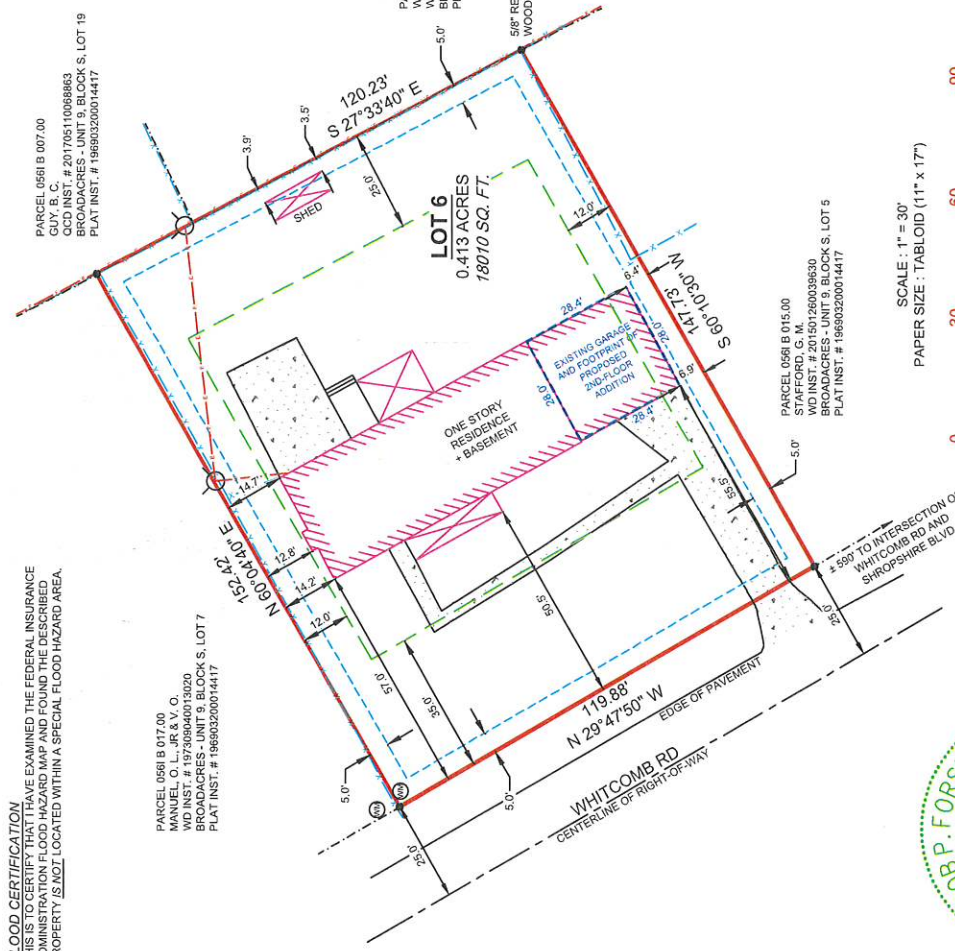 LOOD CERTIFICATION
HIS IS TO CERTIFY THAT I HAVE EXAMINED THE FEDERAL INSURANCE
DMINISTRATION FLOOD HAZARD MAP AND FOUND THE DESCRIBED
ROPERTY IS NOT LOCATED WITHIN A SPECIAL FLOOD HAZARD AREA.
PARCEL 056I B 007.00
GUY, B. C.
QCD INST. # 201705110068863
BROADACRES - UNIT 9, BLOCK S, LOT 19
PLAT INST. # 196903200014417
5/8" RE
WOOD
PARCEL 056I B 017.00
MANUEL, O. L., JR & V. O.
WD INST. # 197309040013020
BROADACRES - UNIT 9, BLOCK S, LOT 7
PLAT INST. # 196903200014417
152.42'
N 60°04'40" E
120.23'
S 27°33'40" E
3.9'
3.5'
5.0'
25.0'
SHED
LOT 6
0.413 ACRES
18010 SQ. FT.
14.7'
12.8'
14.2'
12.0'
5.0'
57.0'
35.0'
50.5'
55.5'
ONE STORY
RESIDENCE
+ BASEMENT
EXISTING GARAGE
AND FOOTPRINT OF
PROPOSED
2ND-FLOOR
ADDITION
28.4'
28.0'
28.4'
28.0'
12.0'
6.4'
6.9'
147.73'
S 60°10'30" W
5.0'
119.88'
N 29°47'50" W
5.0'
WM
WM
25.0'
25.0'
EDGE OF PAVEMENT
WHITCOMB RD
CENTERLINE OF RIGHT-OF-WAY
± 590' TO INTERSECTION OF
WHITCOMB RD AND
SHROPSHIRE BLVD
PARCEL 056I B 015.00
STAFFORD, G. M.
WD INST. # 201501260039630
BROADACRES - UNIT 9, BLOCK S, LOT 5
PLAT INST. # 196903200014417
SCALE : 1" = 30'
PAPER SIZE : TABLOID (11" x 17")
OB P. FORS